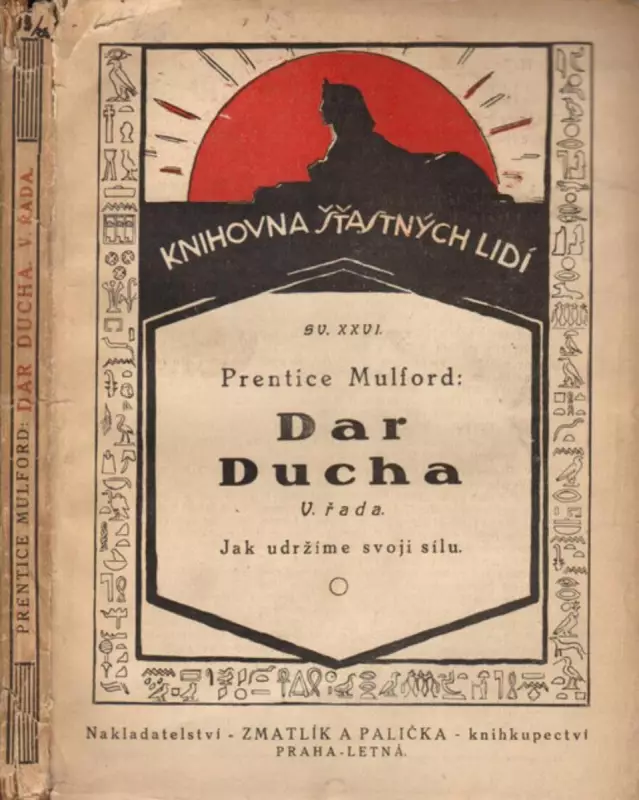 KNIHOVNA ŠŤASTNÝCH LIDÍ
SV. XXVI.
Prentice Mulford:
Dar
Ducha
V. řada.
Jak udržíme svoji sílu.
Nakladatelství - ZMATLÍK A PALIČKA - knihkupectví
PRAHA-LETNÁ.
PRENTICE MULFORD: DAR DUCHA. V. ŘADA.